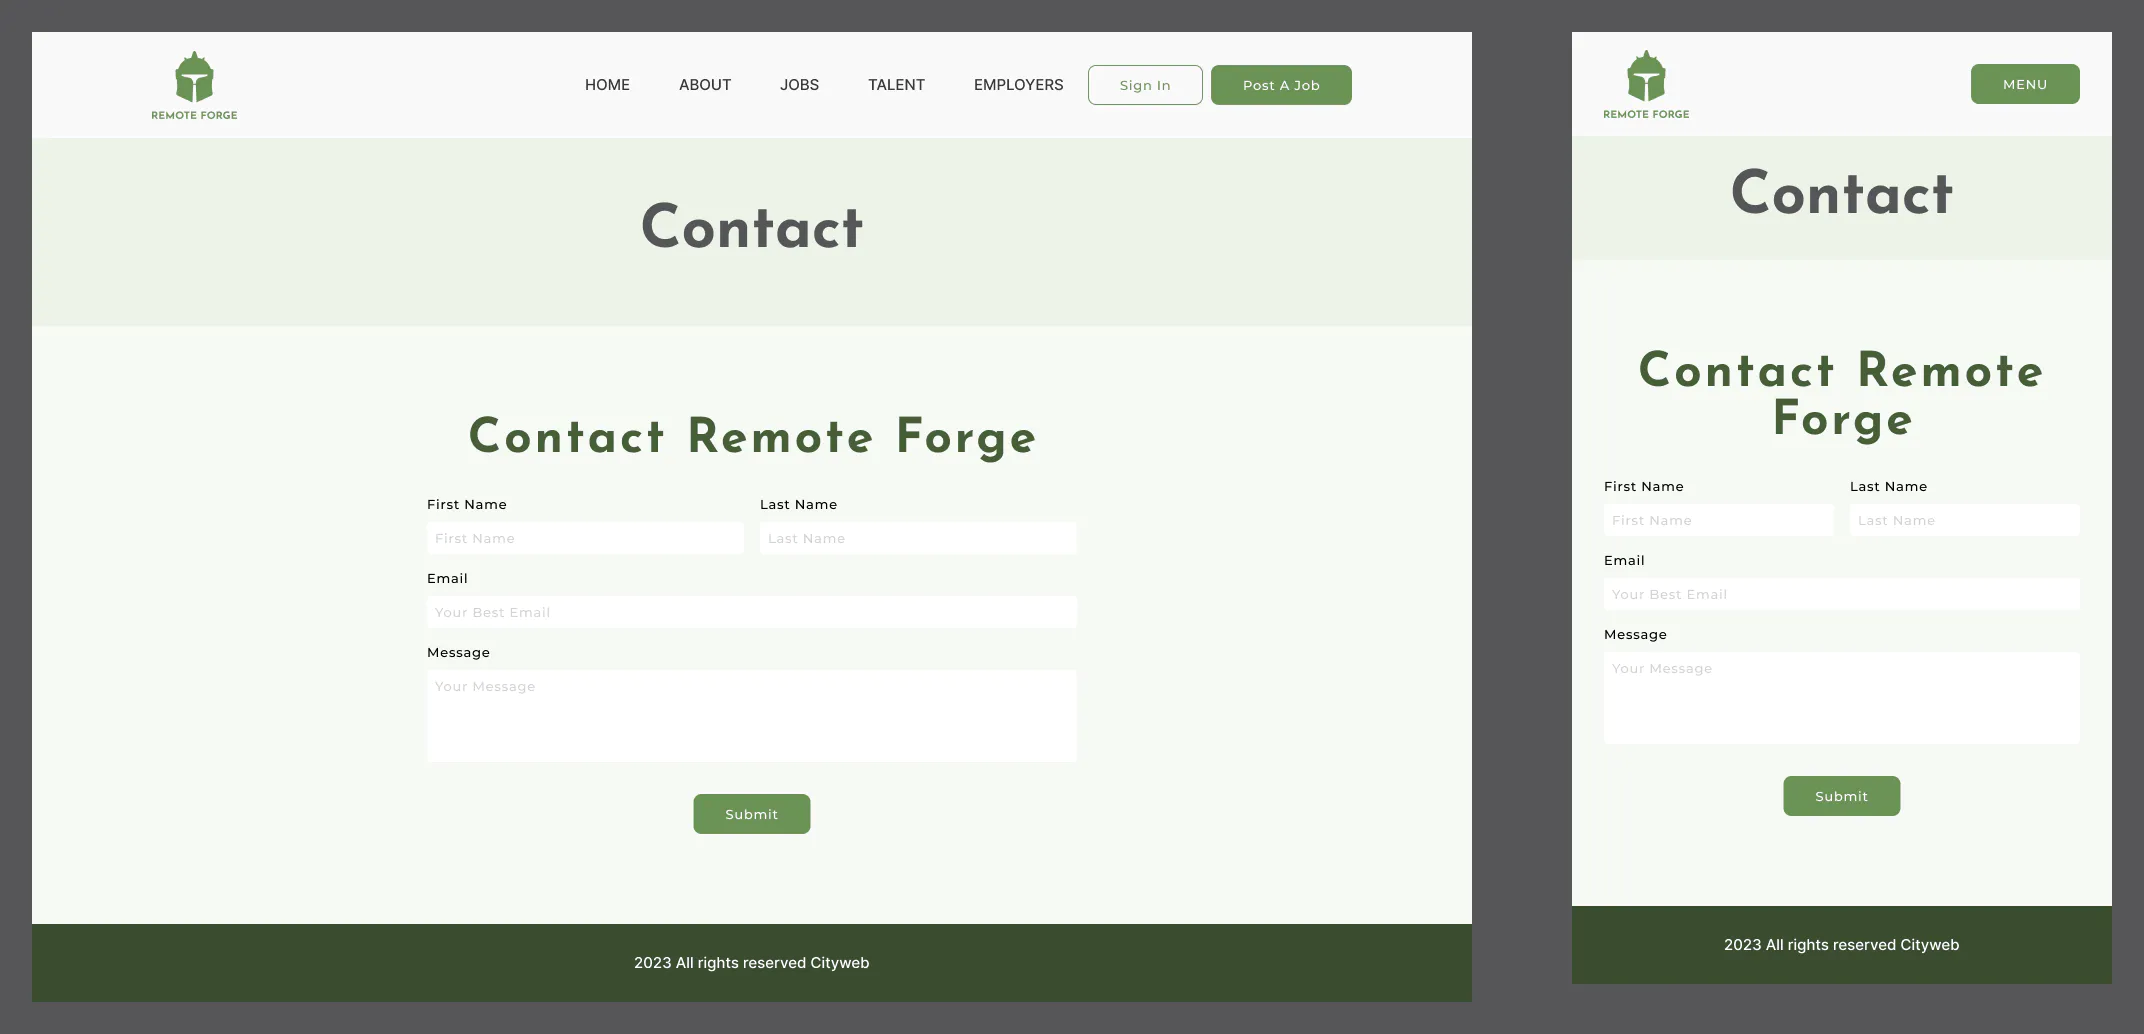 REMOTE FORGE
HOME ABOUT JOBS TALENT EMPLOYERS Sign In Post A Job
Contact
Contact Remote Forge
First Name Last Name
First Name Last Name
Email
Your Best Email
Message
Your Message
Submit
2023 All rights reserved Cityweb
REMOTE FORGE
MENU
Contact
Contact Remote
Forge
First Name Last Name
First Name Last Name
Email
Your Best Email
Message
Your Message
Submit
2023 All rights reserved Cityweb